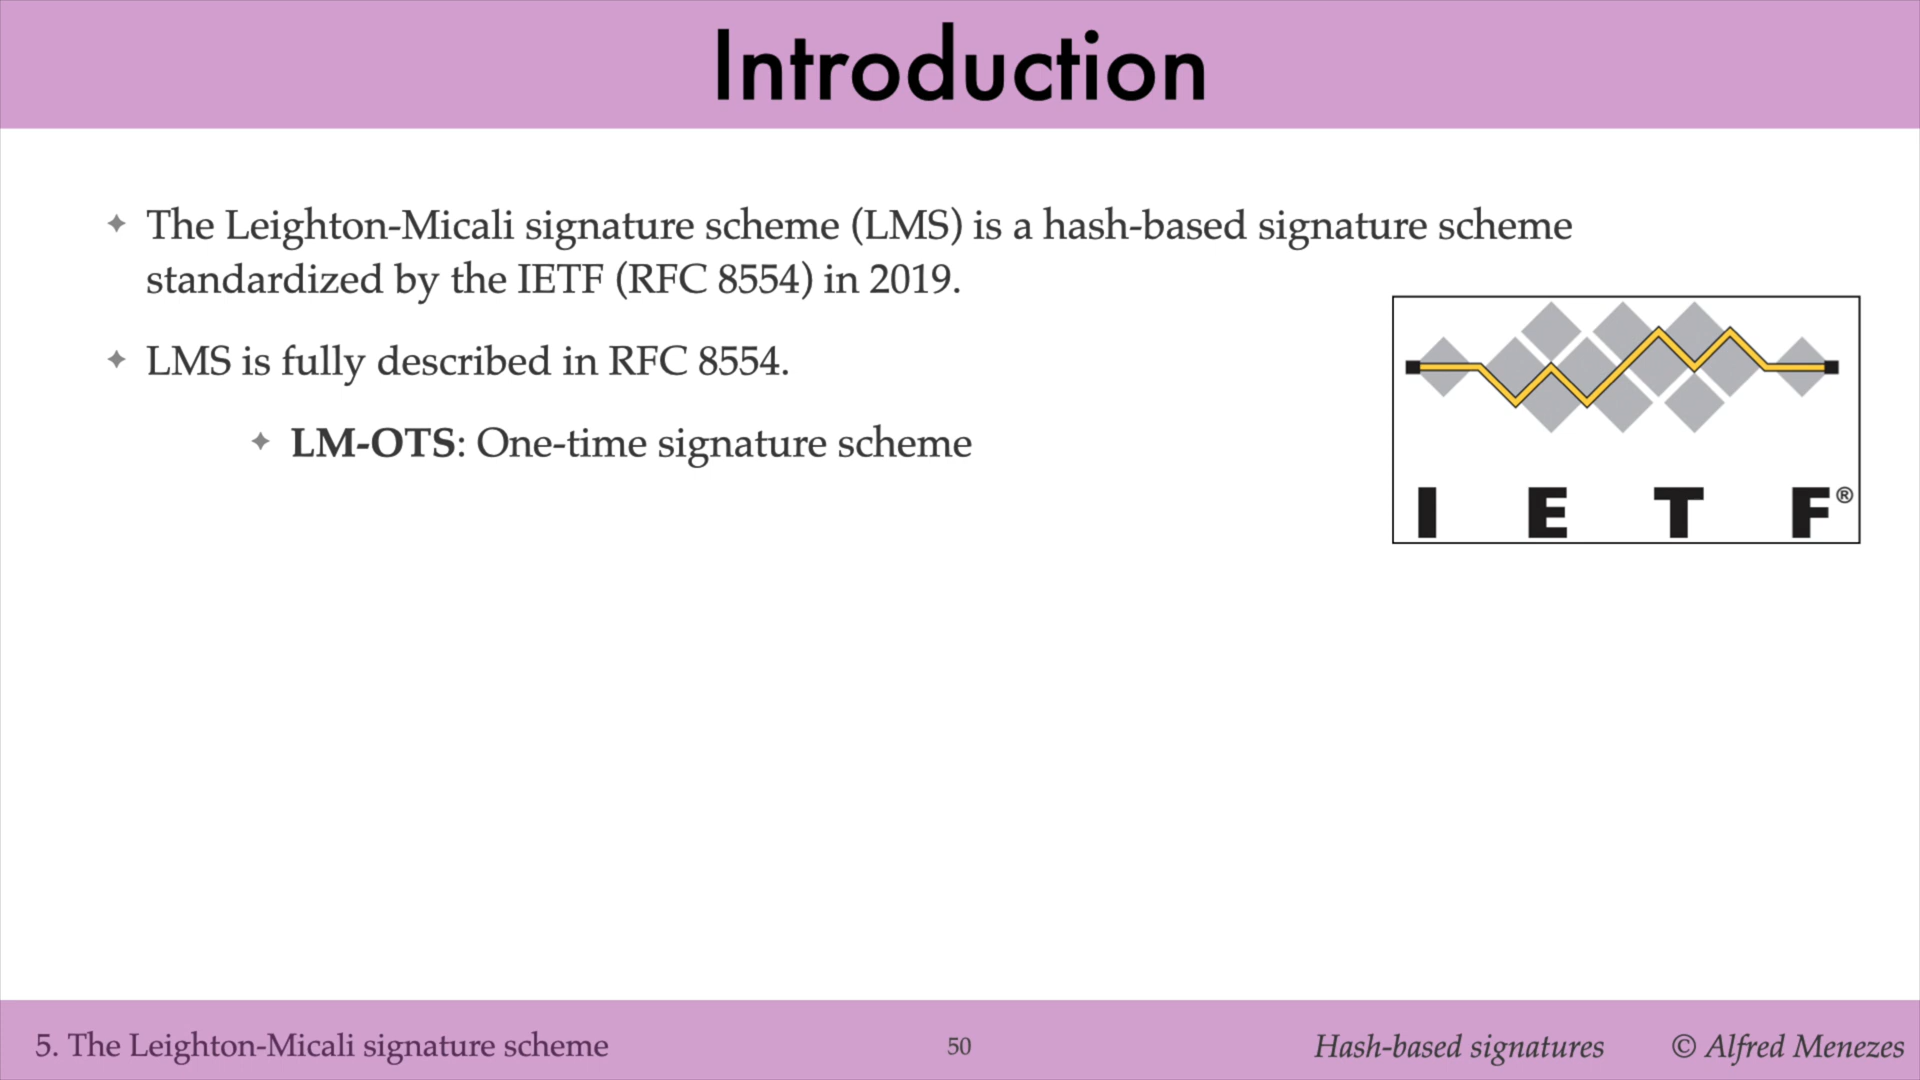 Introduction
The Leighton-Micali signature scheme (LMS) is a hash-based signature scheme
standardized by the IETF (RFC 8554) in 2019.
LMS is fully described in RFC 8554.
LM-OTS: One-time signature scheme
I E T F®
5. The Leighton-Micali signature scheme
50
Hash-based signatures
© Alfred Menezes